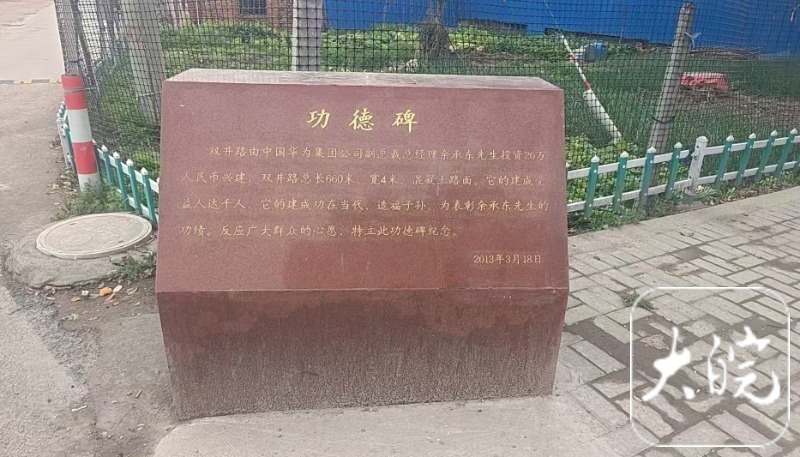 功德碑
双井路由中国华为集团公司副总裁总经理余承东先生投资26万
人民币兴建，双井路总长660米、宽4米、混凝土路面。它的建成受
益人达千人、它的建成功在当代、造福子孙。为表彰余承东先生的
功绩。反应广大群众的心愿、特立此功德碑纪念。
2013年3月18日
大皖